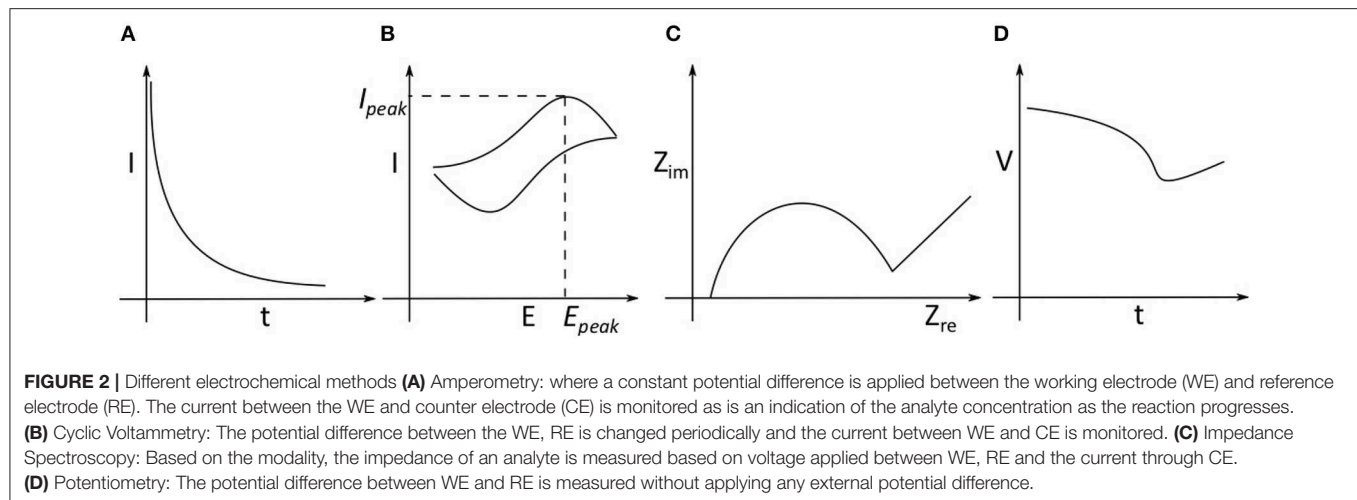 A
B
C
D
I
t
I_peak
I
E
E_peak
Z_im
Z_re
V
t
FIGURE 2 | Different electrochemical methods (A) Amperometry: where a constant potential difference is applied between the working electrode (WE) and reference
electrode (RE). The current between the WE and counter electrode (CE) is monitored as is an indication of the analyte concentration as the reaction progresses.
(B) Cyclic Voltammetry: The potential difference between the WE, RE is changed periodically and the current between WE and CE is monitored. (C) Impedance
Spectroscopy: Based on the modality, the impedance of an analyte is measured based on voltage applied between WE, RE and the current through CE.
(D) Potentiometry: The potential difference between WE and RE is measured without applying any external potential difference.